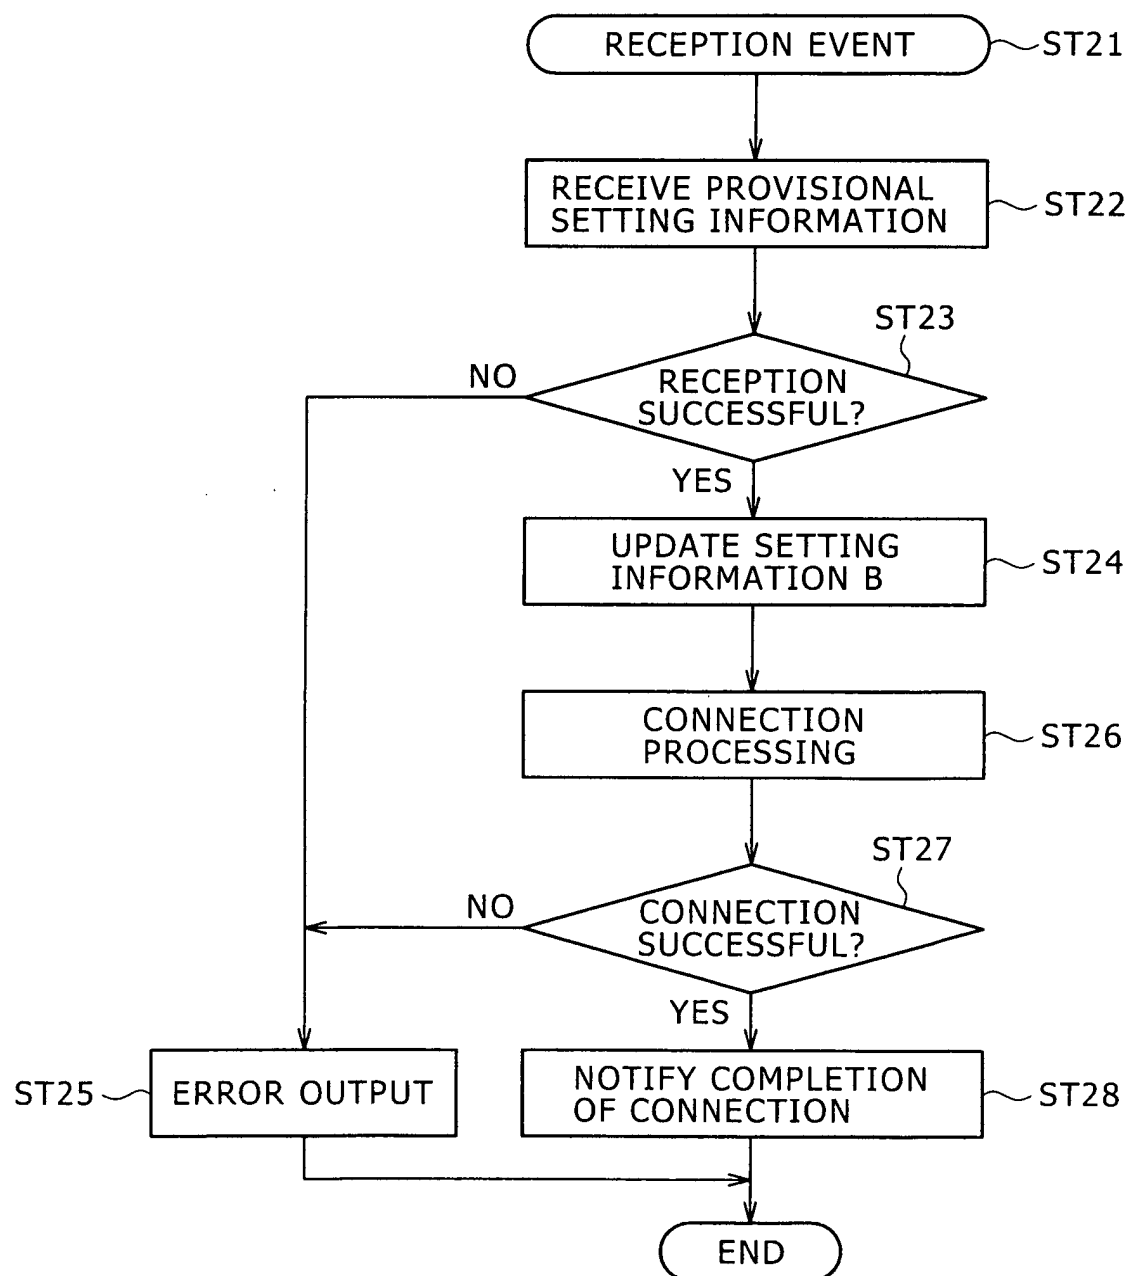 RECEPTION EVENT
ST21
RECEIVE PROVISIONAL
SETTING INFORMATION
ST22
ST23
NO
RECEPTION
SUCCESSFUL?
YES
UPDATE SETTING
INFORMATION B
ST24
CONNECTION
PROCESSING
ST26
ST27
NO
CONNECTION
SUCCESSFUL?
YES
ST25
ERROR OUTPUT
NOTIFY COMPLETION
OF CONNECTION
ST28
END